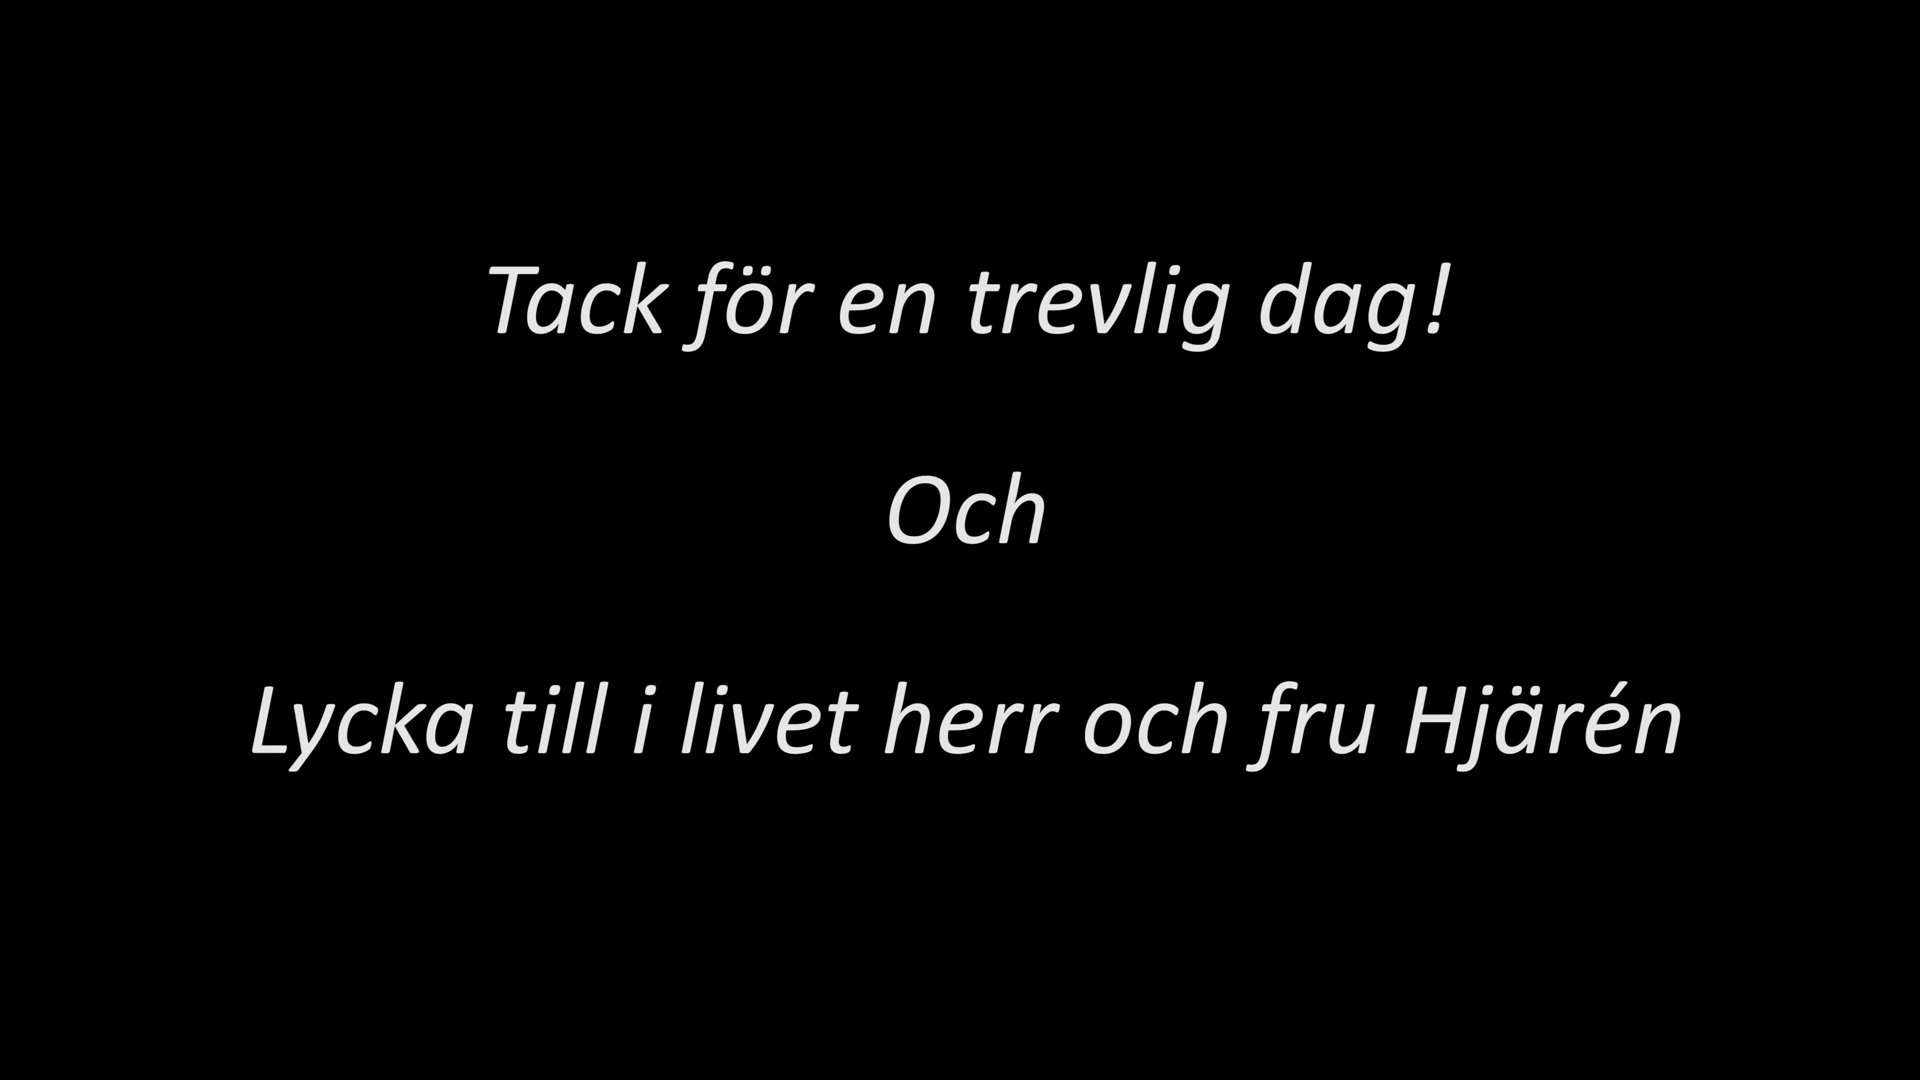 Tack för en trevlig dag!
Och
Lycka till i livet herr och fru Hjärén